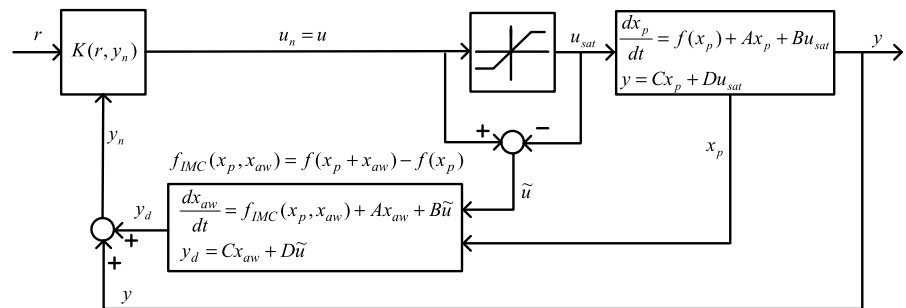 r
K(r, y_n)
u_n = u
u_sat
dx_p/dt = f(x_p) + Ax_p + Bu_sat
y = Cx_p + Du_sat
y
y_n
+
−
x_p
f_IMC(x_p, x_aw) = f(x_p + x_aw) − f(x_p)
ũ
y_d
dx_aw/dt = f_IMC(x_p, x_aw) + Ax_aw + Bũ
y_d = Cx_aw + Dũ
+
+
y